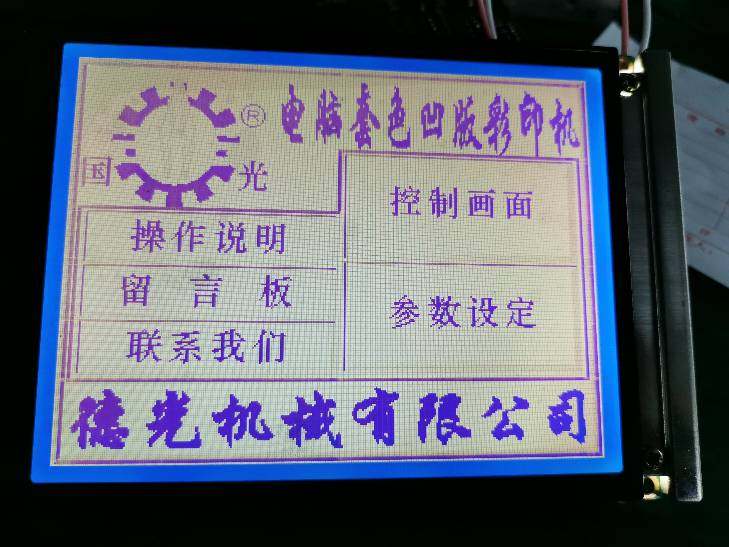 ® 电脑套色凹版彩印机
国 光
控制画面
操作说明
留言板
参数设定
联系我们
德光机械有限公司